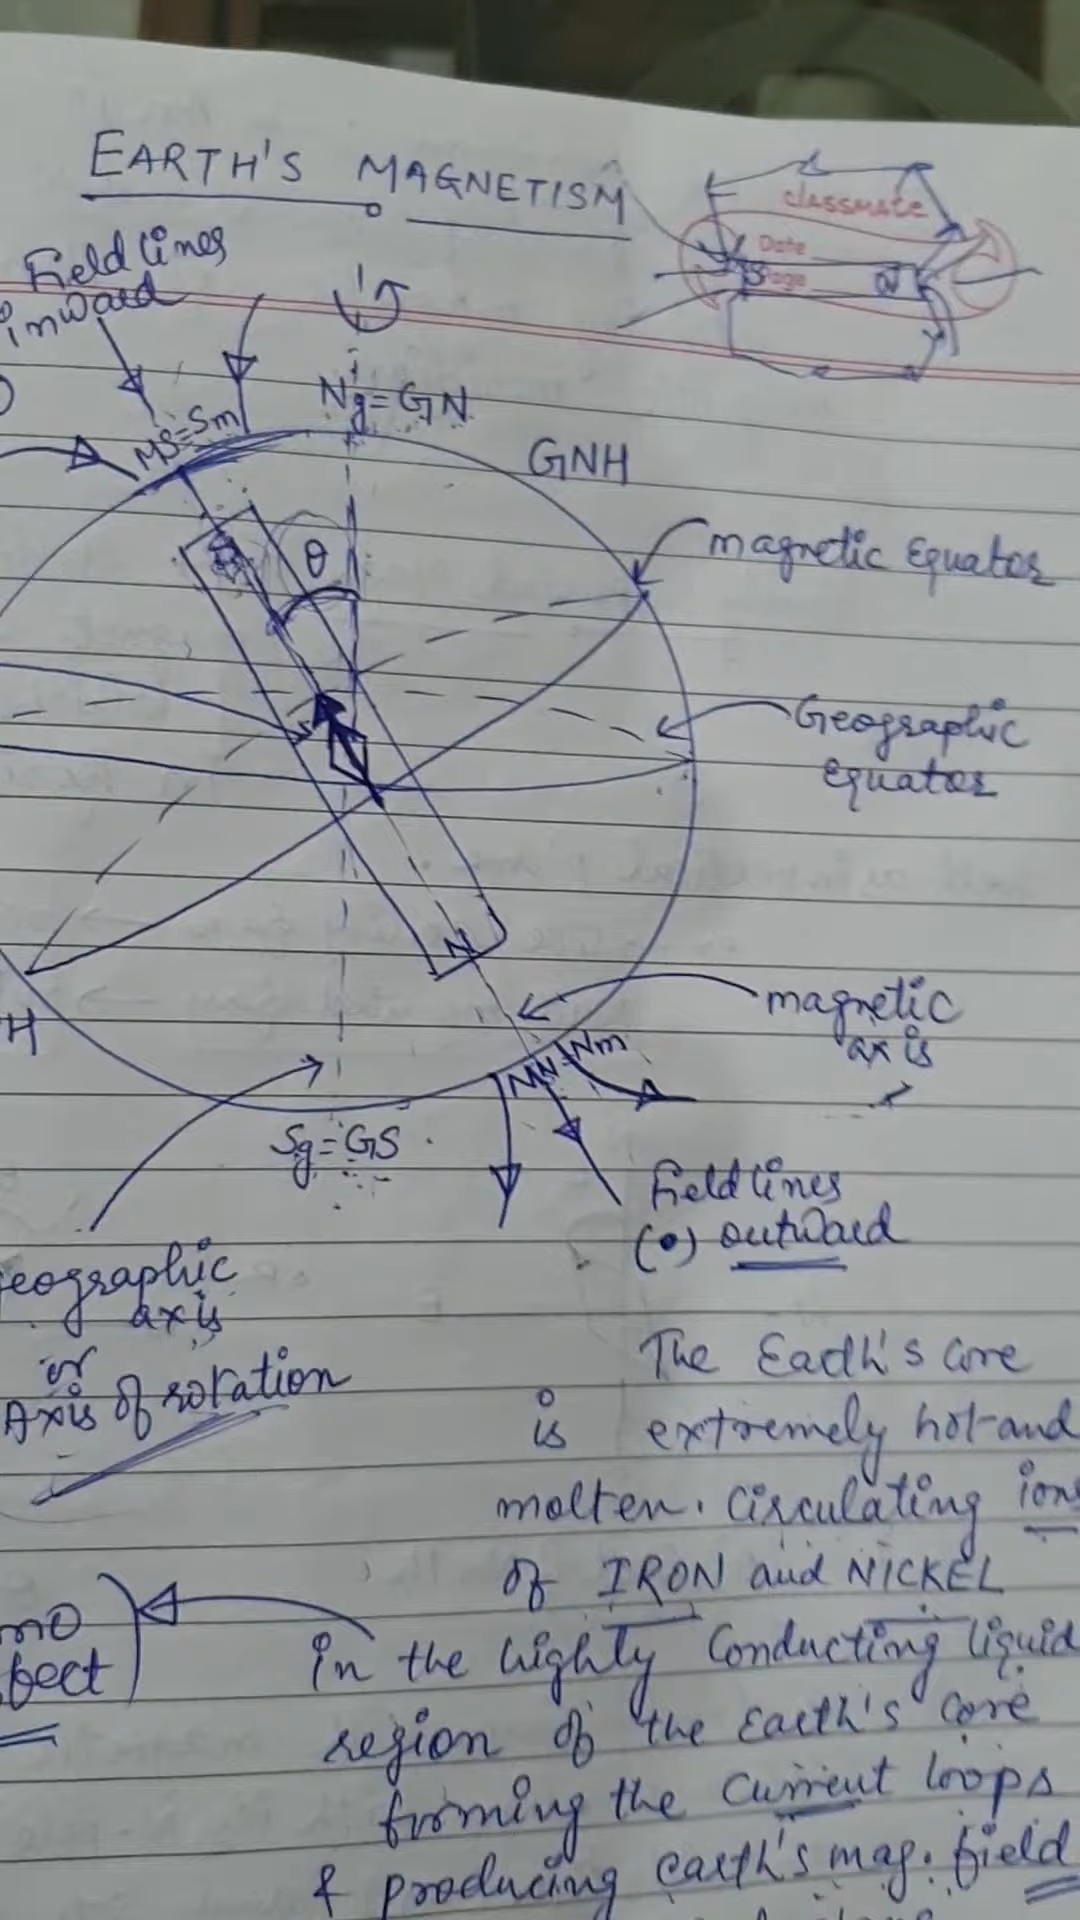 EARTH'S MAGNETISM
classmate
Date
Page
S N
Field lines
inward
Ng=GN
MS=Sm
GNH
θ
magnetic Equator
Geographic
Equator
N
magnetic
axis
H
MN=Nm
Sg=GS
Field lines
(•) outward
eographic
axis
or
Axis of rotation
The Earth's core
is extremely hot and
molten. Circulating ions
of IRON and NICKEL
mo
in the highly Conducting liquid
fect
region of the Earth's core
forming the current loops
& producing earth's mag. field